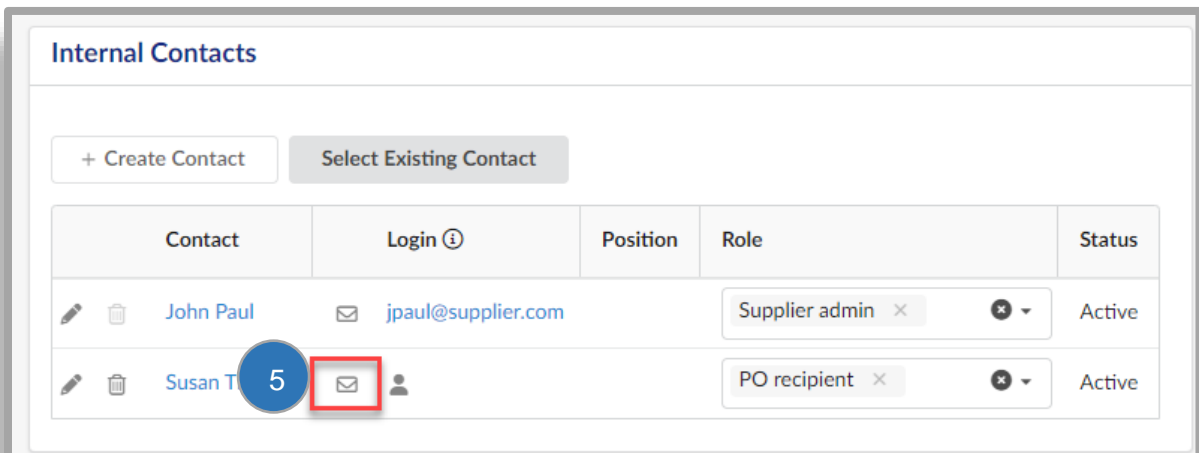 Internal Contacts
+ Create Contact Select Existing Contact
Contact Login Position Role Status
John Paul jpaul@supplier.com Supplier admin × Active
Susan 5 PO recipient × Active